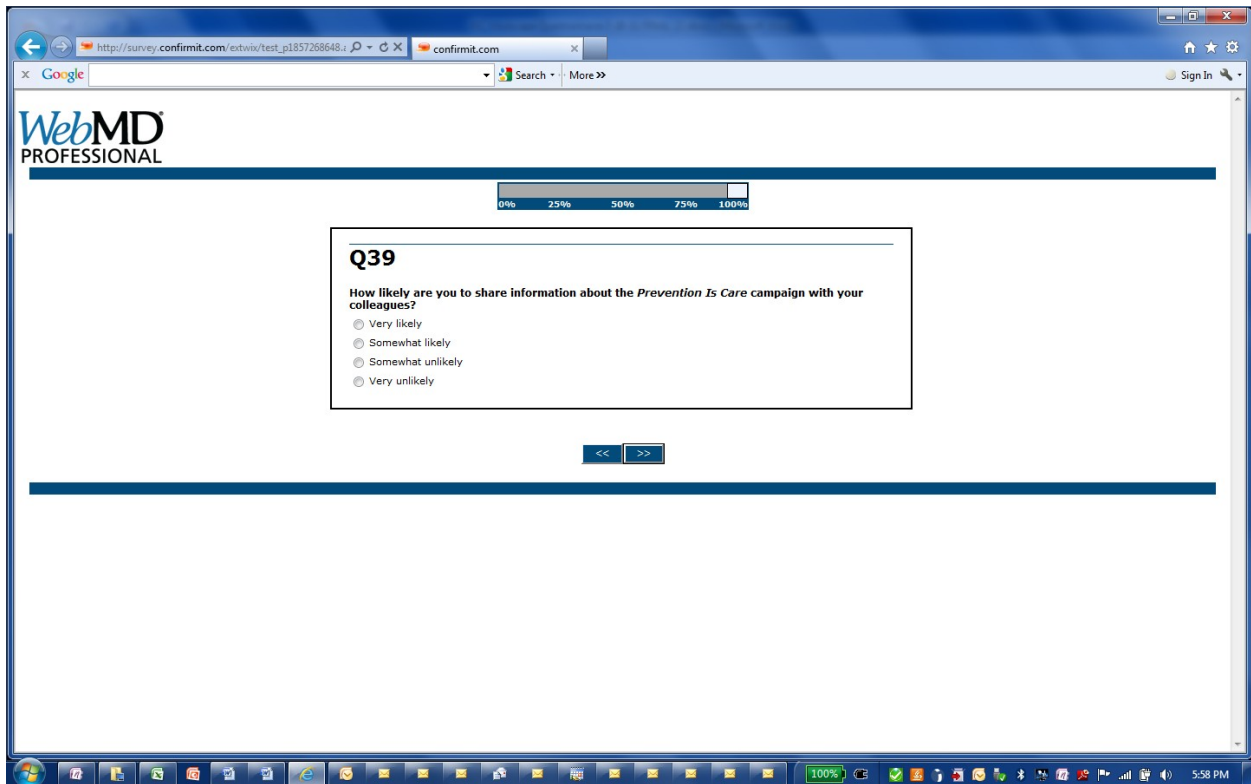 http://survey.confirmit.com/extwix/test_p1857268648.a
confirmit.com
x Google
Search
More >>
Sign In
WebMD
PROFESSIONAL
0% 25% 50% 75% 100%
Q39
How likely are you to share information about the Prevention Is Care campaign with your
colleagues?
Very likely
Somewhat likely
Somewhat unlikely
Very unlikely
<< >>
100%
5:58 PM